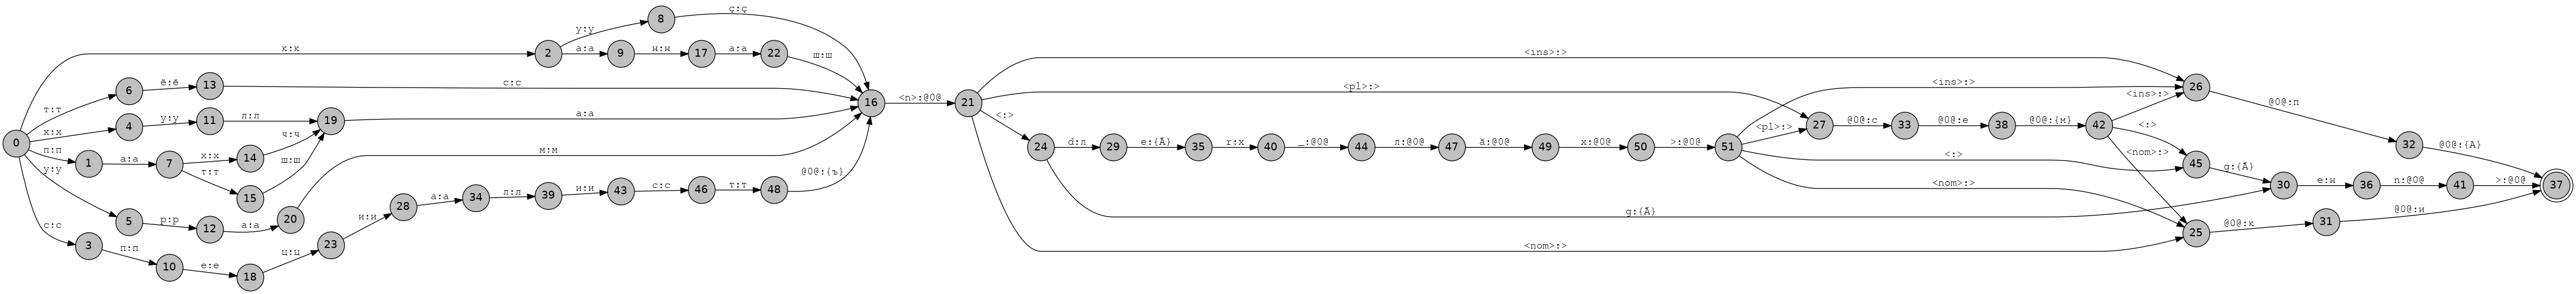 0
к:к
2
у:у
8
ҫ:ҫ
а:а
9
н:н
17
а:а
22
ш:ш
т:т
6
ё:ё
13
с:с
х:х
4
у:у
11
л:л
19
а:а
п:п
1
а:а
7
х:х
14
ч:ч
т:т
15
ш:ш
у:у
5
р:р
12
а:а
20
м:м
с:с
3
п:п
10
е:е
18
ц:ц
23
и:и
28
а:а
34
л:л
39
и:и
43
с:с
46
т:т
48
@0@:{ъ}
16
<n>:@0@
21
<ins>:>
<pl>:>
<:>
<nom>:>
24
d:л
29
e:{Ă}
35
r:х
40
_:@0@
44
л:@0@
47
ă:@0@
49
х:@0@
50
>:@0@
51
g:{Ă}
<ins>:>
<pl>:>
<:>
<nom>:>
27
@0@:с
33
@0@:е
38
@0@:{м}
42
<ins>:>
<:>
<nom>:>
26
@0@:п
32
@0@:{А}
45
g:{Ă}
30
e:н
36
n:@0@
41
>:@0@
25
@0@:к
31
@0@:и
37